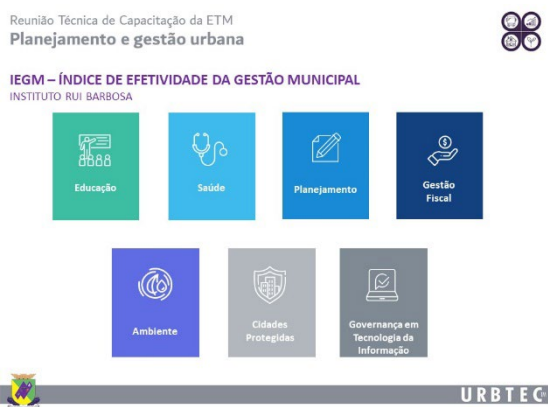 Reunião Técnica de Capacitação da ETM
Planejamento e gestão urbana
IEGM – ÍNDICE DE EFETIVIDADE DA GESTÃO MUNICIPAL
INSTITUTO RUI BARBOSA
Educação
Saúde
Planejamento
Gestão
Fiscal
Ambiente
Cidades
Protegidas
Governança em
Tecnologia da
Informação
URBTEC